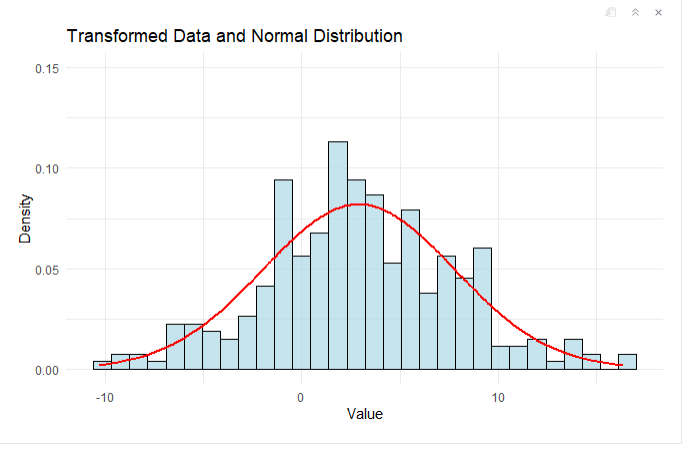 Transformed Data and Normal Distribution
0.15
0.10
0.05
0.00
Density
-10
0
10
Value